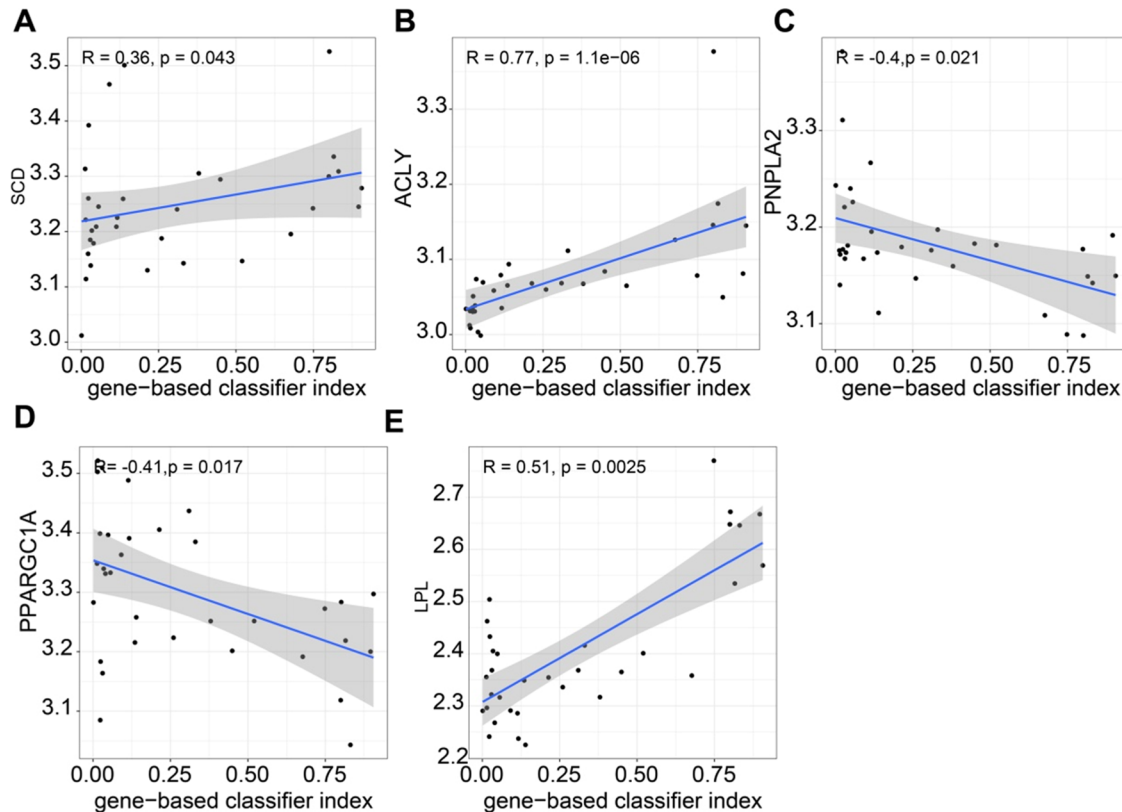 A
R = 0.36, p = 0.043
SCD
3.5
3.4
3.3
3.2
3.1
3.0
0.00 0.25 0.50 0.75
gene−based classifier index
B
R = 0.77, p = 1.1e−06
ACLY
3.3
3.2
3.1
3.0
0.00 0.25 0.50 0.75
gene−based classifier index
C
R = -0.4,p = 0.021
PNPLA2
3.3
3.2
3.1
0.00 0.25 0.50 0.75
gene−based classifier index
D
R= -0.41,p = 0.017
PPARGC1A
3.5
3.4
3.3
3.2
3.1
0.00 0.25 0.50 0.75
gene−based classifier index
E
R = 0.51, p = 0.0025
LPL
2.7
2.6
2.5
2.4
2.3
2.2
0.00 0.25 0.50 0.75
gene−based classifier index